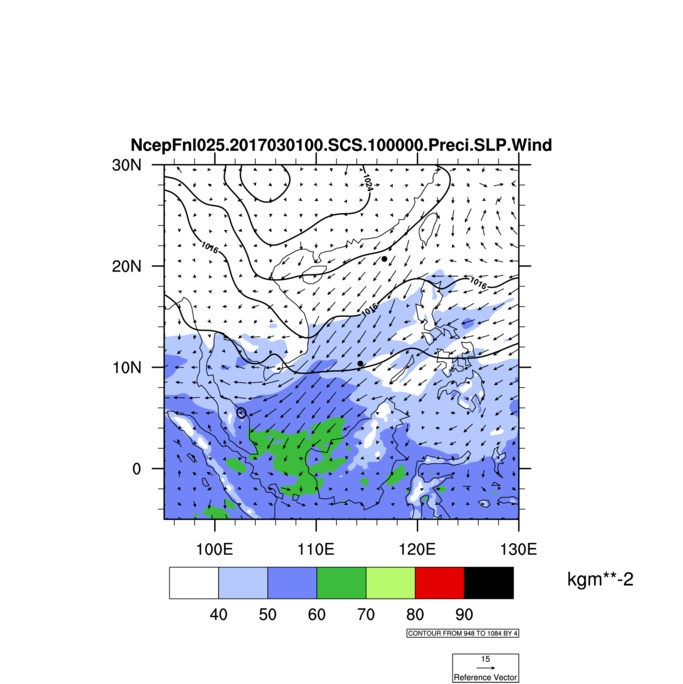 NcepFnl025.2017030100.SCS.100000.Preci.SLP.Wind
30N
1024
1016
20N
1016
1016
10N
0
100E 110E 120E 130E
kgm**-2
40 50 60 70 80 90
CONTOUR FROM 948 TO 1084 BY 4
15
Reference Vector